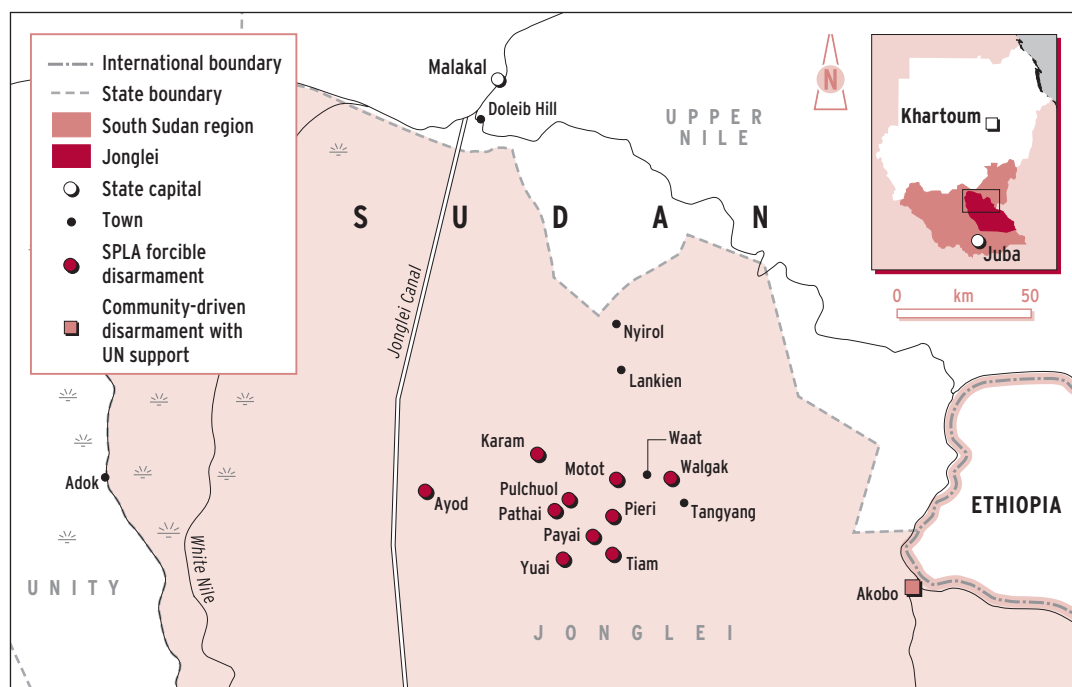 International boundary
State boundary
South Sudan region
Jonglei
State capital
Town
SPLA forcible
disarmament
Community-driven
disarmament with
UN support
Malakal
Doleib Hill
UPPER
NILE
N
Khartoum
Juba
0 km 50
SUDAN
Jonglei Canal
Nyirol
Lankien
Karam
Waat
Motot
Walgak
Adok
Ayod
Pulchuol
Pathai
Pieri
Tangyang
ETHIOPIA
Payai
Yuai
Tiam
White Nile
UNITY
Akobo
JONGLEI